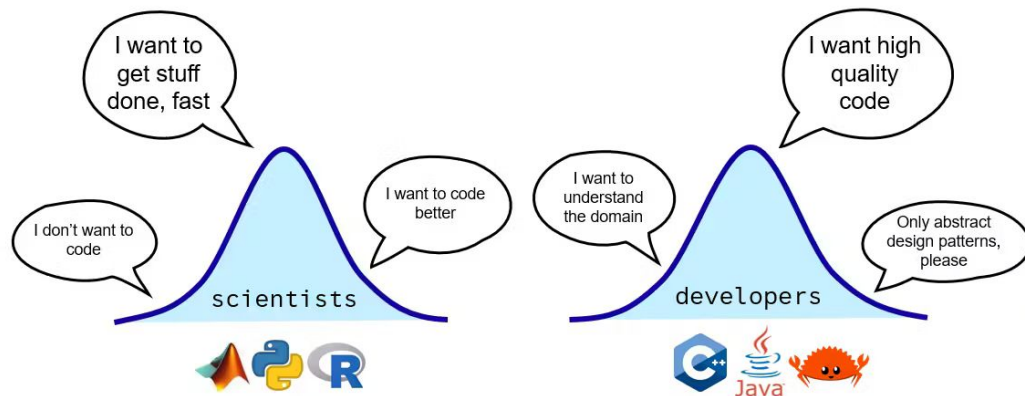 I want to
get stuff
done, fast
I don't want to
code
I want to code
better
scientists
R
I want high
quality
code
I want to
understand
the domain
Only abstract
design patterns,
please
developers
C++
Java